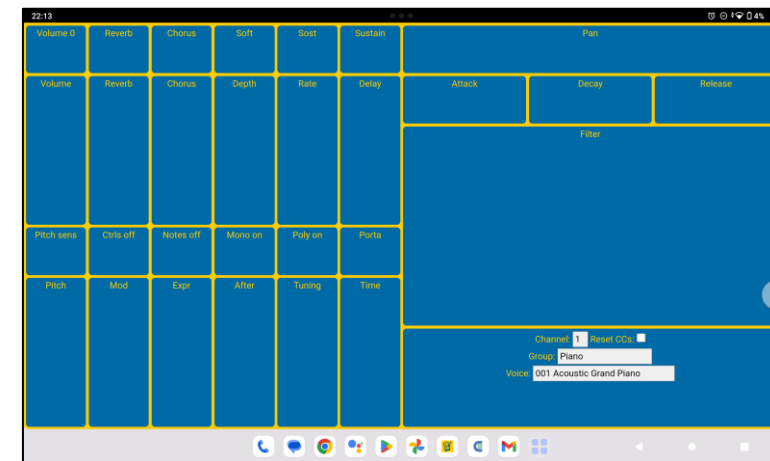 22:13 4%
Volume 0 Reverb Chorus Soft Sost Sustain Pan
Volume Reverb Chorus Depth Rate Delay Attack Decay Release
Filter
Pitch sens Ctrls off Notes off Mono on Poly on Porta
Pitch Mod Expr After Tuning Time
Channel: 1 Reset CCs:
Group: Piano
Voice: 001 Acoustic Grand Piano